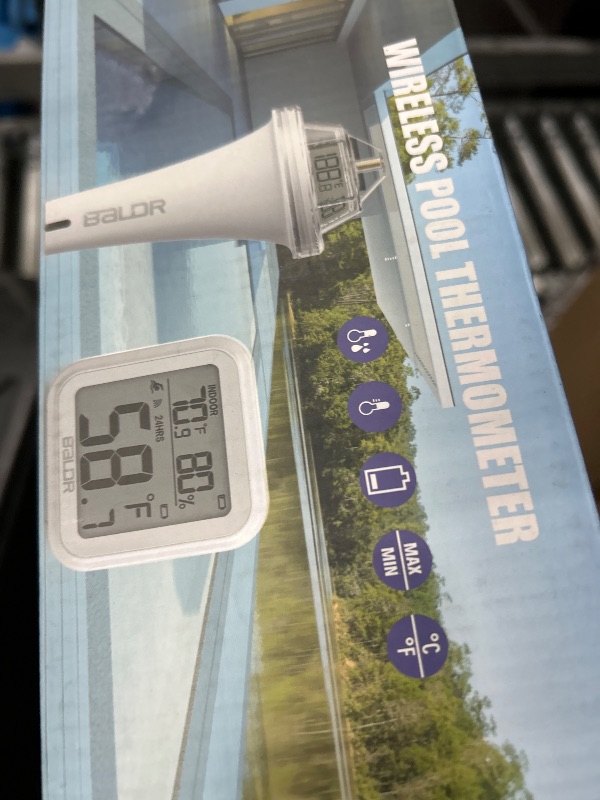 WIRELESS POOL THERMOMETER
BALDR
INDOOR
70.9 °F 80%
24HRS
58.7 °F
BALDR
MAX
MIN
°C
°F